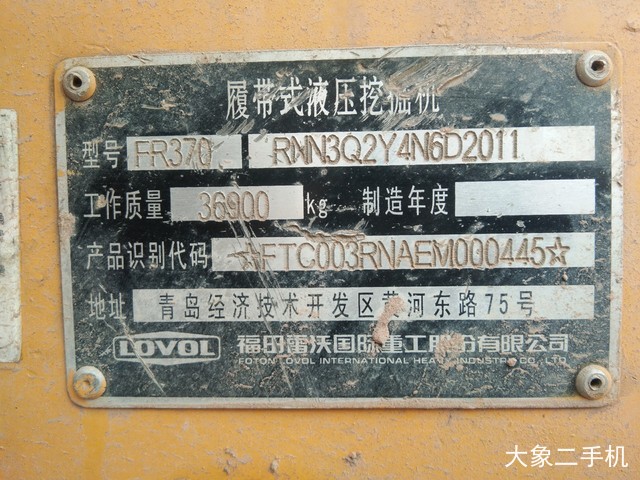 履带式液压挖掘机
型号 FR370 RNN3Q2Y4N6D2011
工作质量 36900 kg 制造年度
产品识别代码 ☆FTC003RNAEM000445☆
地址 青岛经济技术开发区黄河东路75号
LOVOL 福田雷沃国际重工股份有限公司
FOTON LOVOL INTERNATIONAL HEAVY INDUSTRY CO., LTD
大象二手机